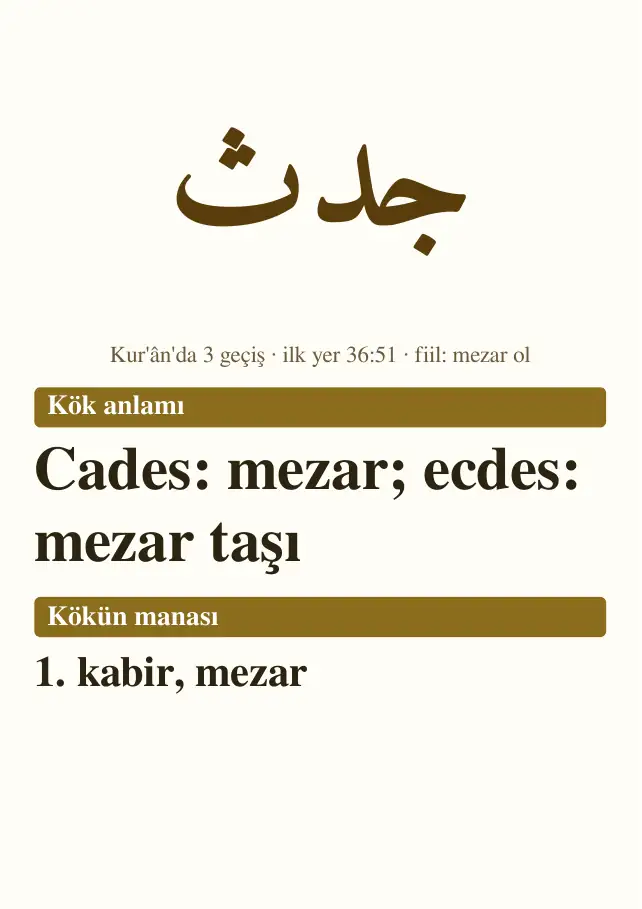 جدث
Kur'ân'da 3 geçiş · ilk yer 36:51 · fiil: mezar ol
Kök anlamı
Cades: mezar; ecdes:
mezar taşı
Kökün manası
1. kabir, mezar